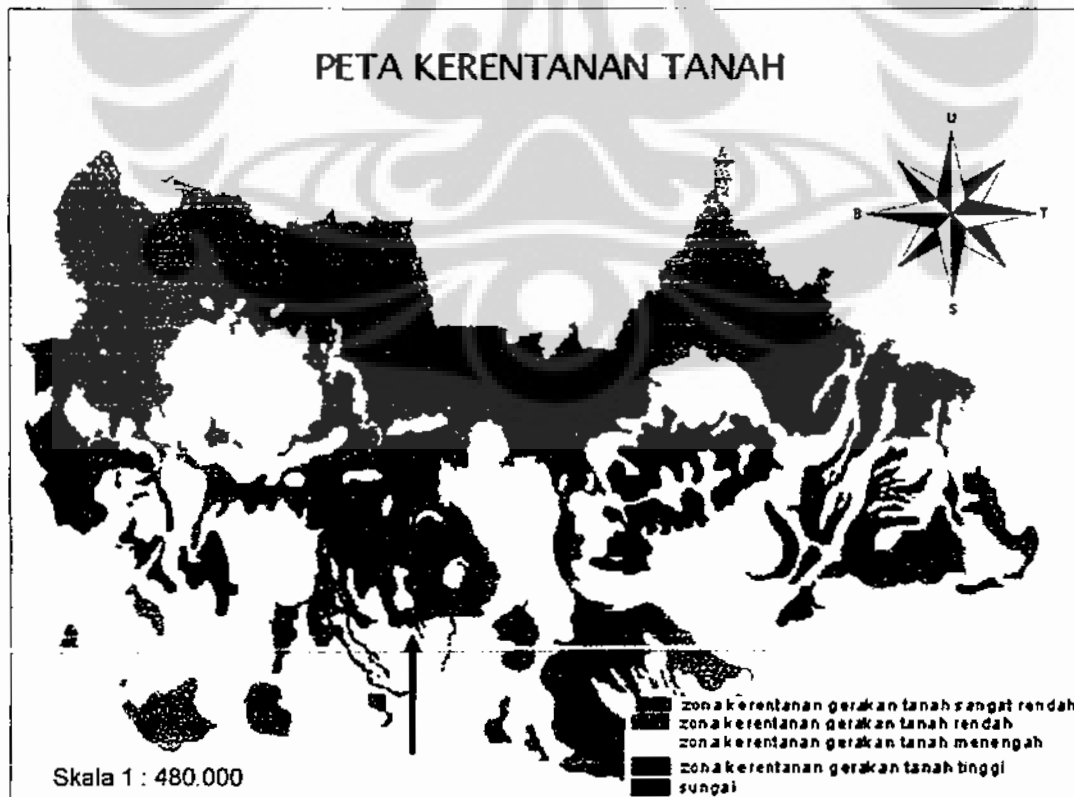 PETA KERENTANAN TANAH
U
B
T
S
zona kerentanan gerakan tanah sangat rendah
zona kerentanan gerakan tanah rendah
zona kerentanan gerakan tanah menengah
zona kerentanan gerakan tanah tinggi
sungai
Skala 1 : 480.000